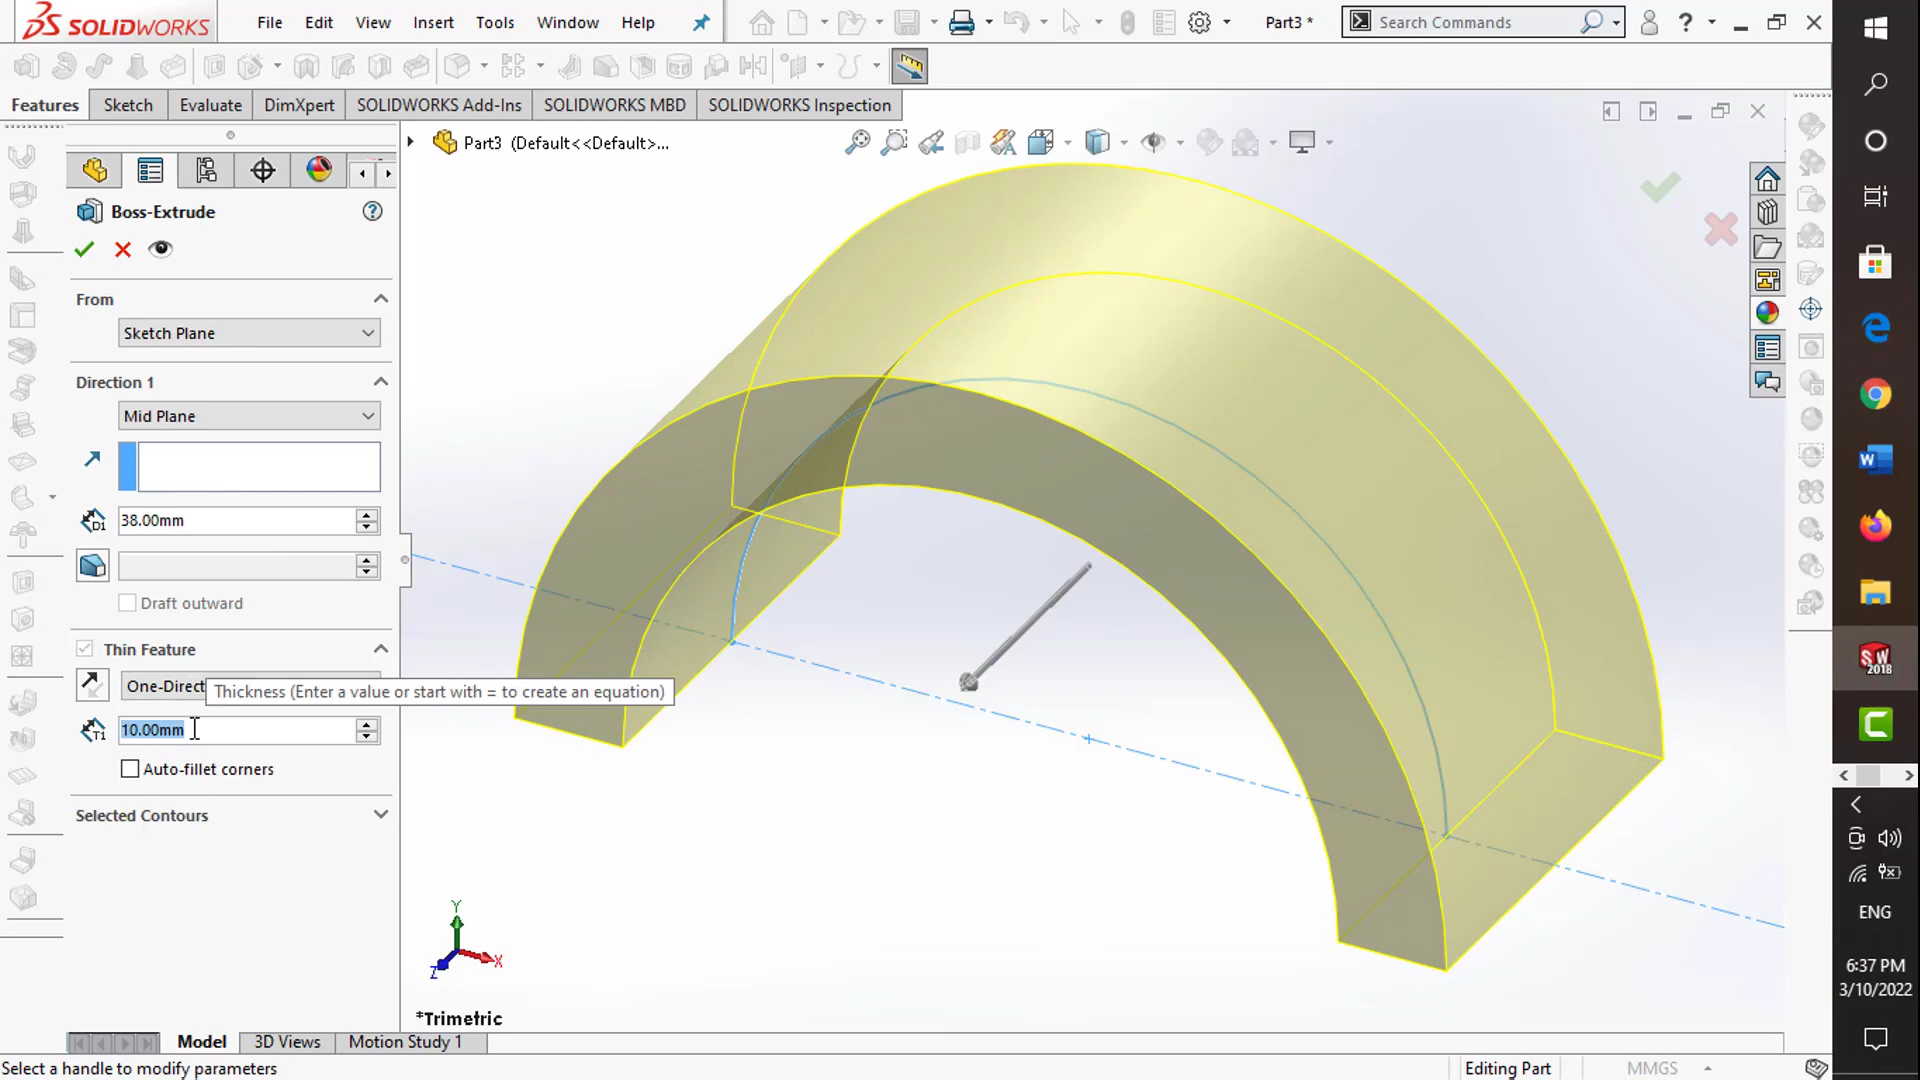 SOLIDWORKS
File Edit View Insert Tools Window Help
Part3 *
Search Commands
?
Features Sketch Evaluate DimXpert SOLIDWORKS Add-Ins SOLIDWORKS MBD SOLIDWORKS Inspection
Part3 (Default<<Default>...
Boss-Extrude
?
From
Sketch Plane
Direction 1
Mid Plane
D1
38.00mm
Draft outward
Thin Feature
One-Direct
Thickness (Enter a value or start with = to create an equation)
T1
10.00mm
Auto-fillet corners
Selected Contours
Y
X
Z
*Trimetric
Model 3D Views Motion Study 1
Select a handle to modify parameters
Editing Part
MMGS
W
SW
2018
C
ENG
6:37 PM
3/10/2022